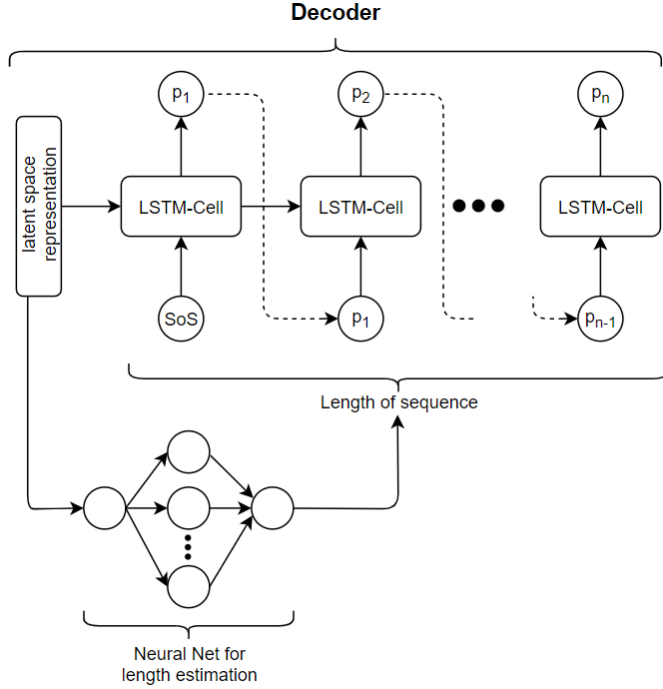 Decoder
p1
p2
pn
latent space
representation
LSTM-Cell
LSTM-Cell
LSTM-Cell
SoS
p1
pn-1
Length of sequence
Neural Net for
length estimation